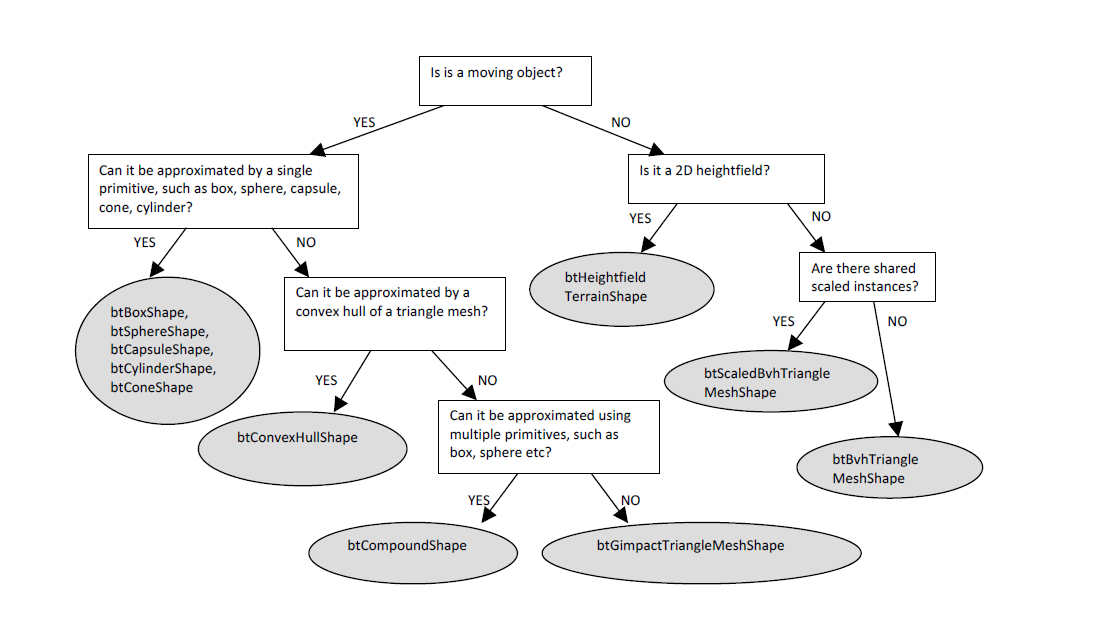 Is is a moving object?
YES
NO
Can it be approximated by a single
primitive, such as box, sphere, capsule,
cone, cylinder?
Is it a 2D heightfield?
YES
NO
YES
NO
btBoxShape,
btSphereShape,
btCapsuleShape,
btCylinderShape,
btConeShape
Can it be approximated by a
convex hull of a triangle mesh?
btHeightfield
TerrainShape
Are there shared
scaled instances?
YES
NO
YES
NO
btConvexHullShape
Can it be approximated using
multiple primitives, such as
box, sphere etc?
btScaledBvhTriangle
MeshShape
btBvhTriangle
MeshShape
YES
NO
btCompoundShape
btGimpactTriangleMeshShape